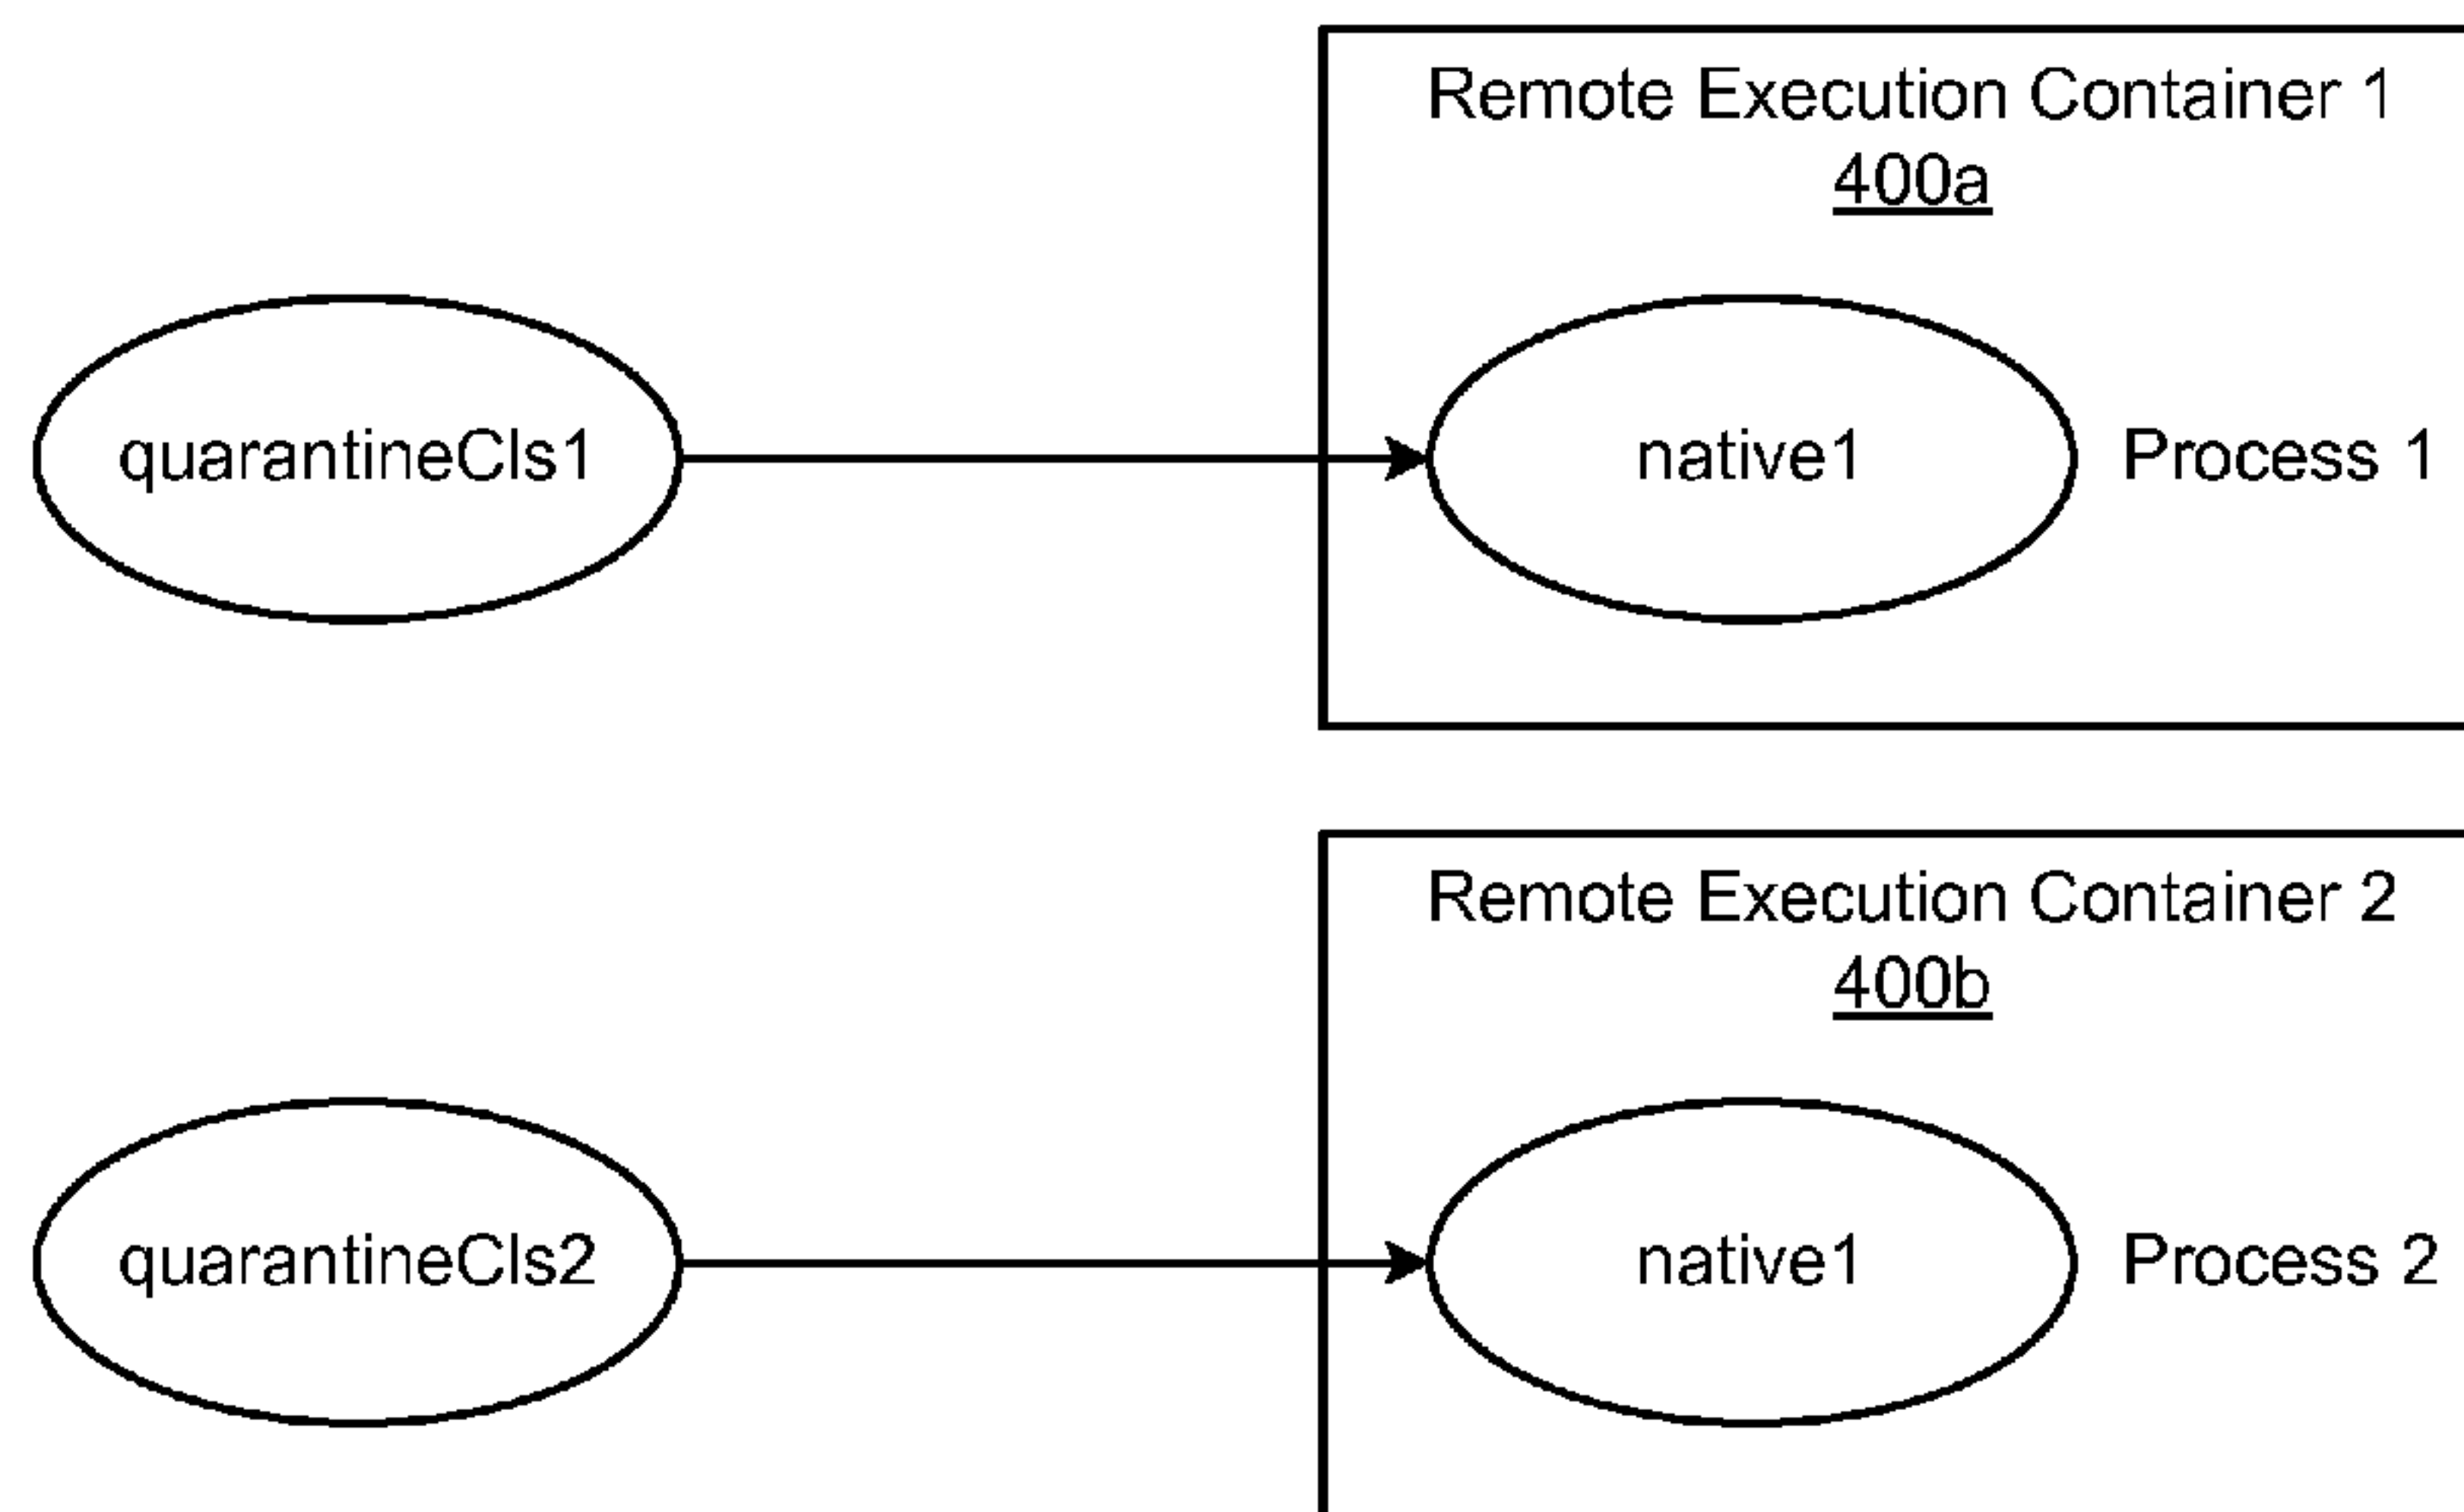 Remote Execution Container 1
400a
quarantineCls1
native1
Process 1
Remote Execution Container 2
400b
quarantineCls2
native1
Process 2